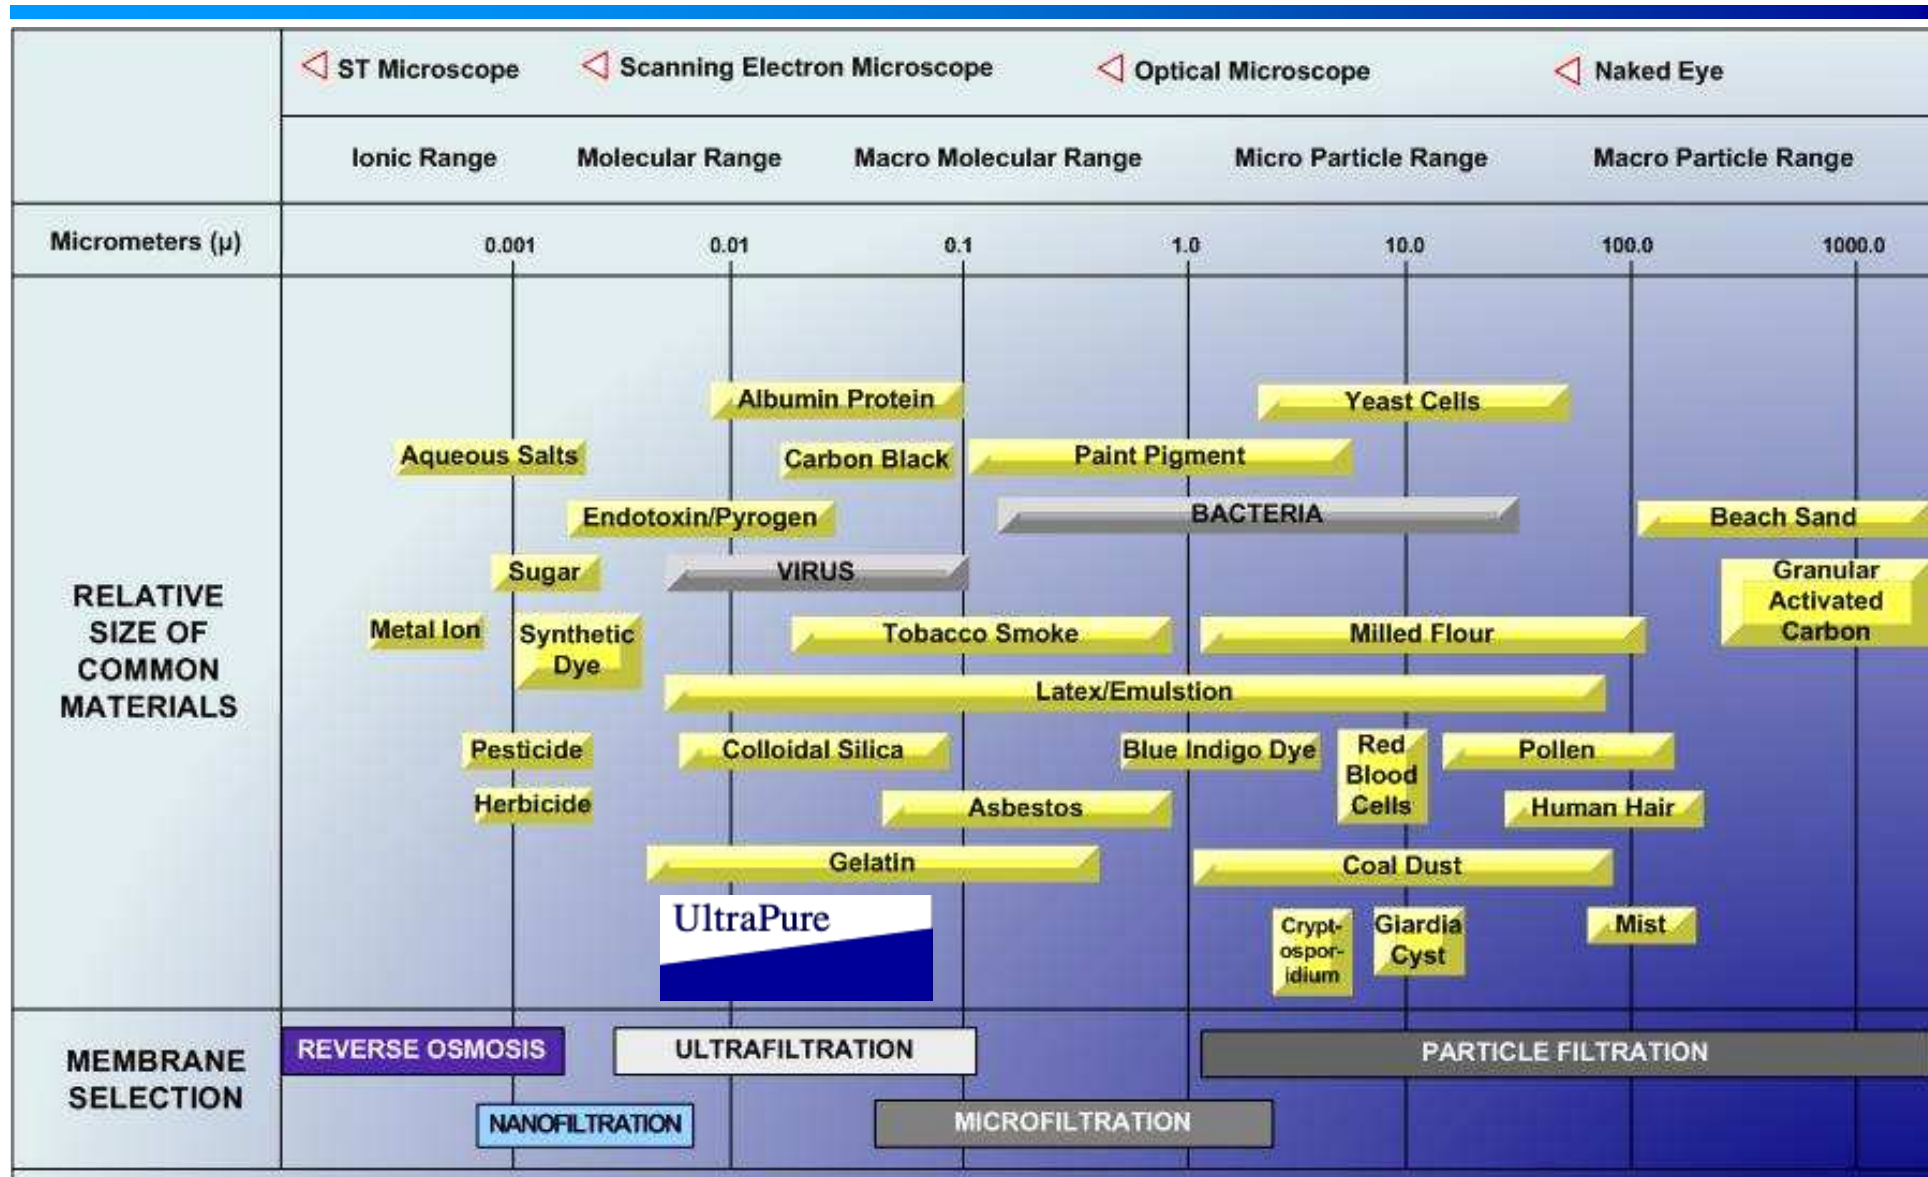 ST Microscope Scanning Electron Microscope Optical Microscope Naked Eye
Ionic Range Molecular Range Macro Molecular Range Micro Particle Range Macro Particle Range
Micrometers (µ) 0.001 0.01 0.1 1.0 10.0 100.0 1000.0
RELATIVE
SIZE OF
COMMON
MATERIALS
Albumin Protein
Yeast Cells
Aqueous Salts
Carbon Black
Paint Pigment
Endotoxin/Pyrogen
BACTERIA
Beach Sand
Sugar
VIRUS
Granular
Activated
Carbon
Metal Ion
Synthetic
Dye
Tobacco Smoke
Milled Flour
Latex/Emulstion
Pesticide
Colloidal Silica
Blue Indigo Dye
Red
Blood
Cells
Pollen
Herbicide
Asbestos
Human Hair
Gelatin
Coal Dust
UltraPure
Crypt-
ospor-
idium
Giardia
Cyst
Mist
MEMBRANE
SELECTION
REVERSE OSMOSIS
ULTRAFILTRATION
PARTICLE FILTRATION
NANOFILTRATION
MICROFILTRATION